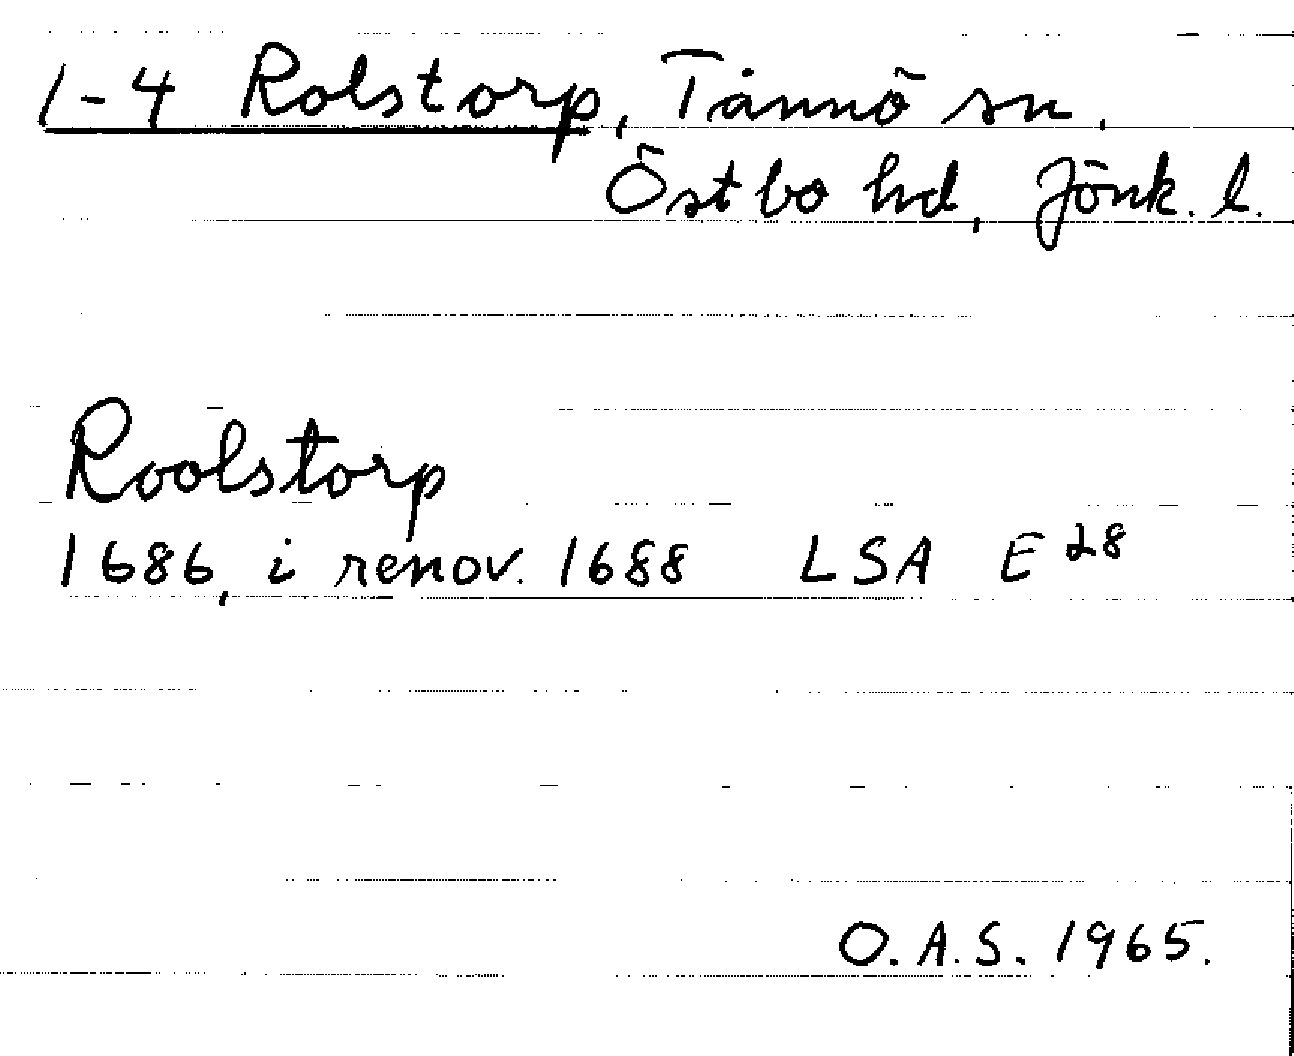 1-4 Rolstorp, Tånnö sn.
Östbo hd, Jönk. l.
Roolstorp
1686, i renov. 1688 LSA E 28
O.A.S. 1965.